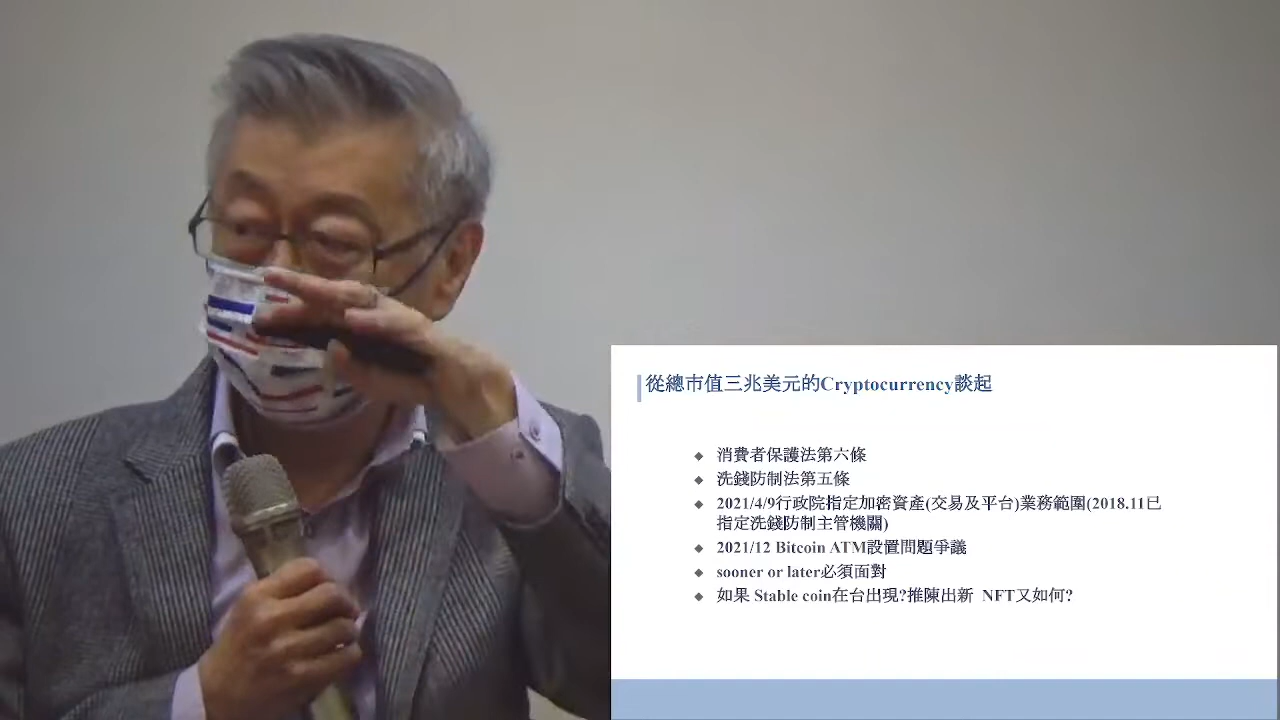 從總市值三兆美元的Cryptocurrency談起
◆ 消費者保護法第六條
◆ 洗錢防制法第五條
◆ 2021/4/9行政院指定加密資產(交易及平台)業務範圍(2018.11已
指定洗錢防制主管機關)
◆ 2021/12 Bitcoin ATM設置問題爭議
◆ sooner or later必須面對
◆ 如果 Stable coin在台出現?推陳出新 NFT又如何?